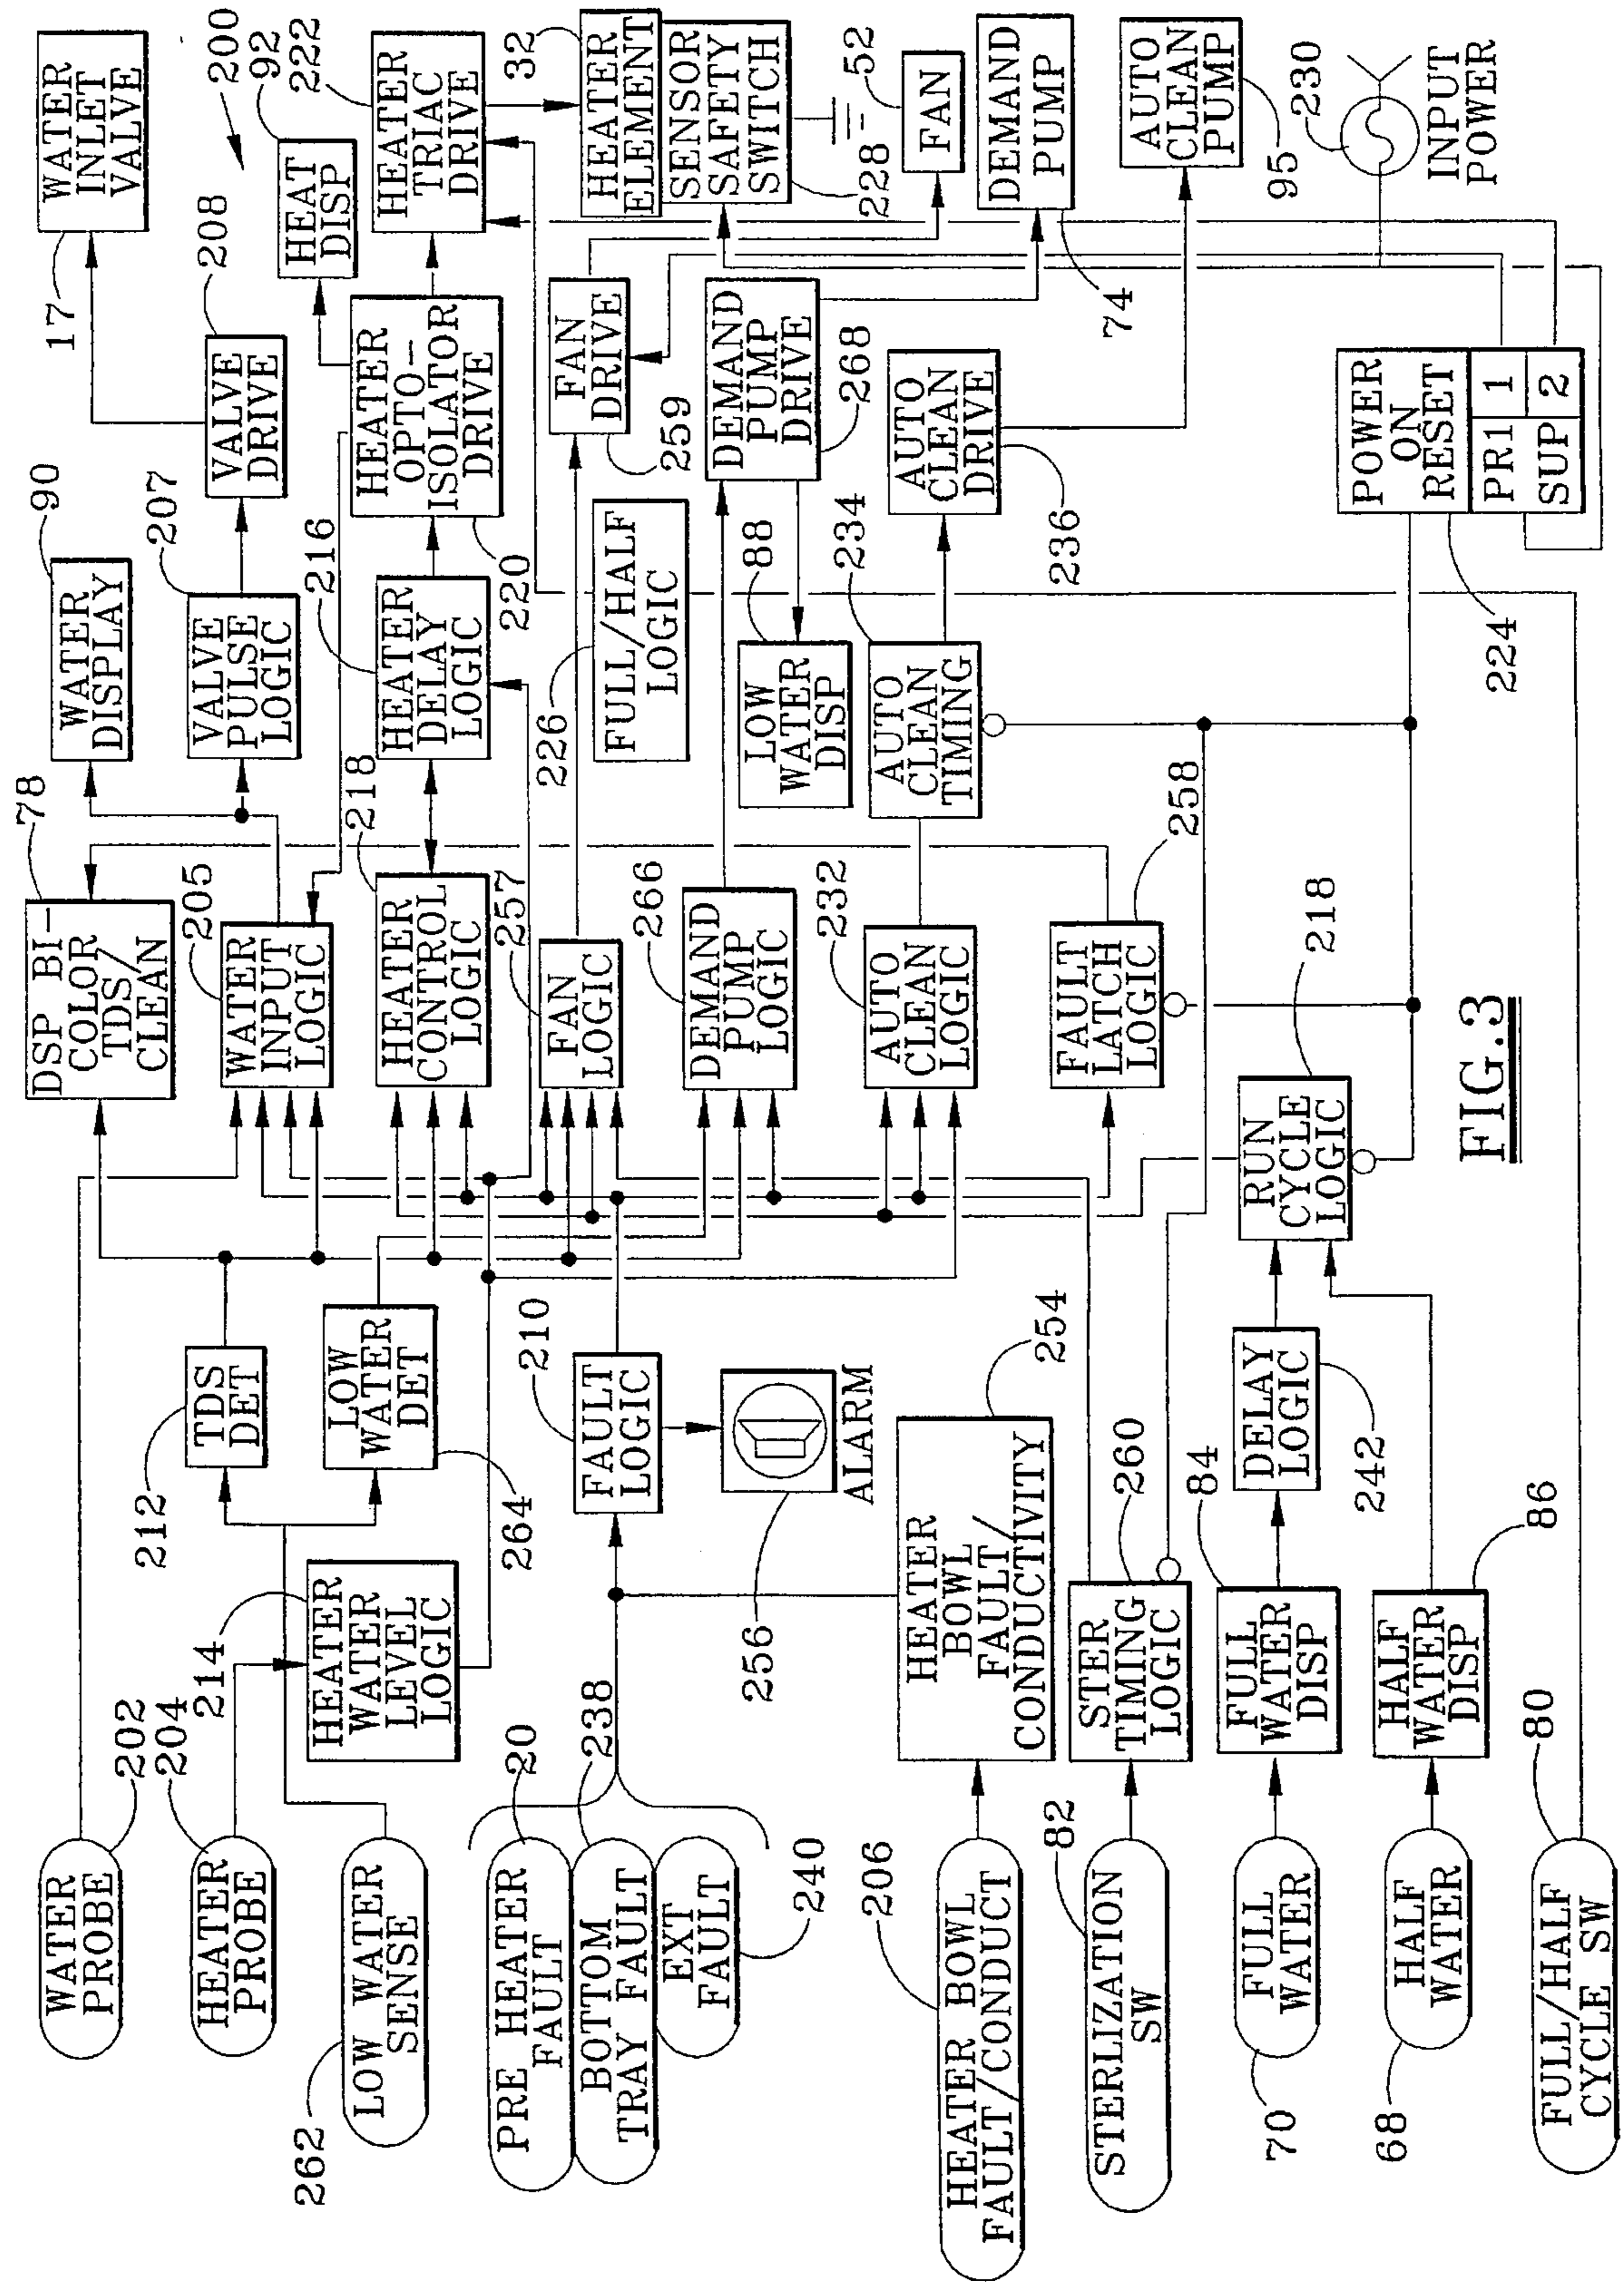 WATER
PROBE
202
HEATER
PROBE
204
LOW WATER
SENSE
262
PRE HEATER
FAULT
20
BOTTOM
TRAY FAULT
238
EXT
FAULT
240
HEATER BOWL
FAULT/CONDUCT
206
STERLIZATION
SW
82
FULL
WATER
70
HALF
WATER
68
FULL/HALF
CYCLE SW
80
HEATER
WATER
LEVEL
LOGIC
214
TDS
DET
212
LOW
WATER
DET
264
FAULT
LOGIC
210
ALARM
256
HEATER
BOWL
FAULT/
CONDUCTIVITY
254
STER
TIMING
LOGIC
260
FULL
WATER
DISP
84
HALF
WATER
DISP
86
DELAY
LOGIC
242
DSP BI-
COLOR
TDS/
CLEAN
78
WATER
INPUT
LOGIC
205
HEATER
CONTROL
LOGIC
218
FAN
LOGIC
257
DEMAND
PUMP
LOGIC
266
AUTO
CLEAN
LOGIC
232
FAULT
LATCH
LOGIC
258
RUN
CYCLE
LOGIC
218
WATER
DISPLAY
90
VALVE
PULSE
LOGIC
207
HEATER
DELAY
LOGIC
216
FULL/HALF
LOGIC
226
LOW
WATER
DISP
88
AUTO
CLEAN
TIMING
234
VALVE
DRIVE
208
HEATER
OPTO-
ISOLATOR
DRIVE
220
FAN
DRIVE
259
DEMAND
PUMP
DRIVE
268
AUTO
CLEAN
DRIVE
236
POWER
ON
RESET
PR1 1
SUP 2
224
WATER
INLET
VALVE
17
200
HEAT
DISP
92
HEATER
TRIAC
DRIVE
222
HEATER
ELEMENT
32
SENSOR
SAFETY
SWITCH
228
FAN
52
DEMAND
PUMP
74
AUTO
CLEAN
PUMP
95
230
INPUT
POWER
FIG.3